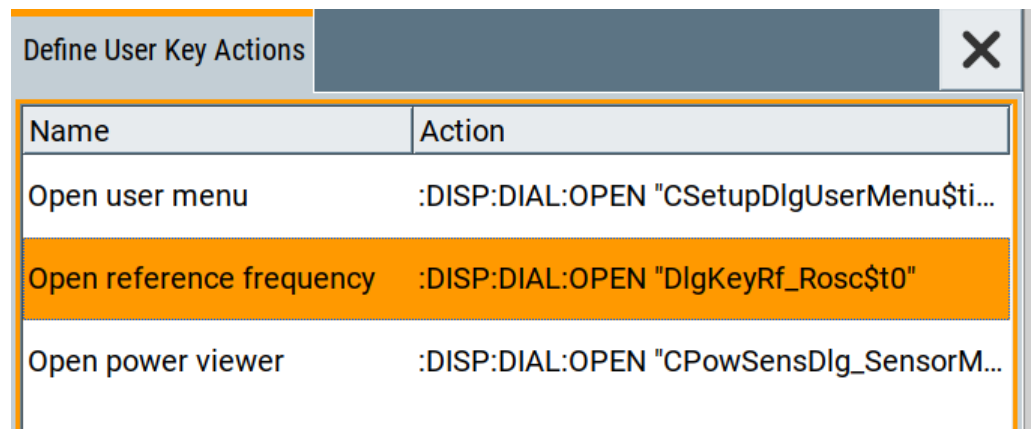 Define User Key Actions
Name Action
Open user menu :DISP:DIAL:OPEN "CSetupDlgUserMenu$ti...
Open reference frequency :DISP:DIAL:OPEN "DlgKeyRf_Rosc$t0"
Open power viewer :DISP:DIAL:OPEN "CPowSensDlg_SensorM...